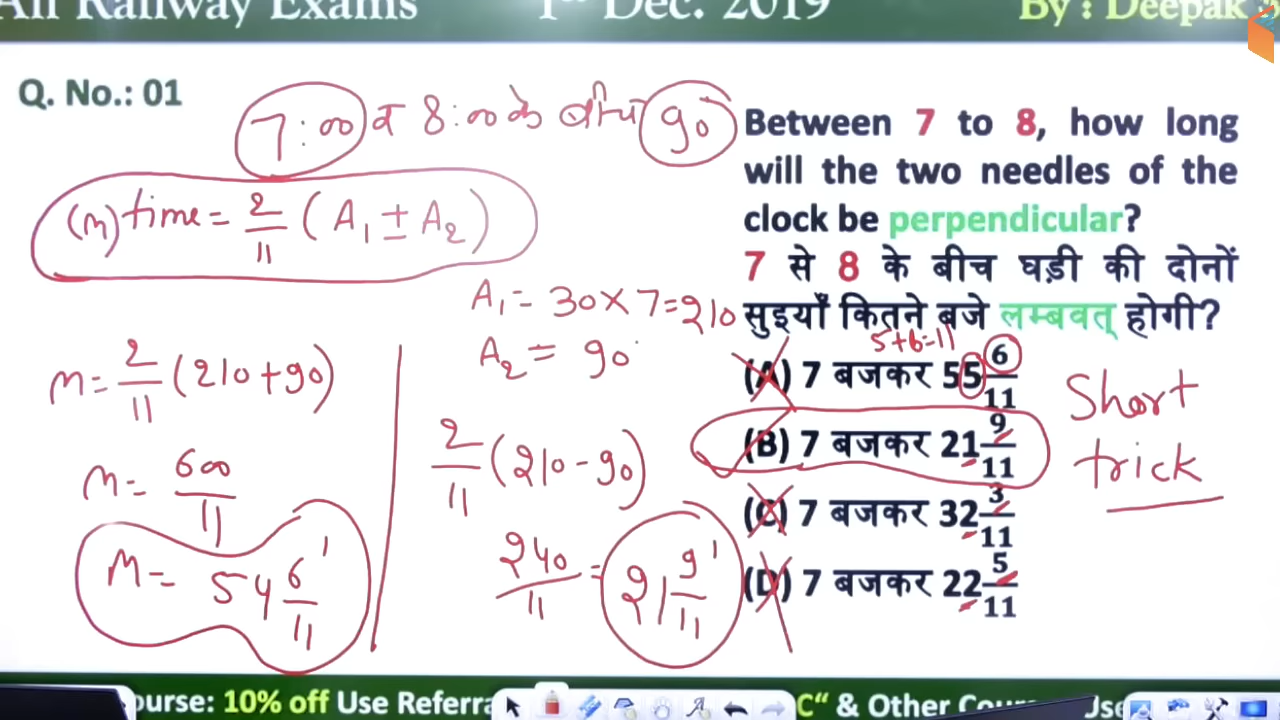 All Railway Exams 1st Dec. 2019 By : Deepak S
Q. No.: 01
7:00 व 8:00 के बीच 90°
(m) time = 2/11 (A₁ ± A₂)
A₁ = 30 × 7 = 210
A₂ = 90°
m = 2/11 (210 + 90)
m = 600/11
m = 54 6/11'
2/11 (210 - 90)
240/11 = 21 9/11'
Between 7 to 8, how long
will the two needles of the
clock be perpendicular?
7 से 8 के बीच घड़ी की दोनों
सुइयाँ कितने बजे लम्बवत् होगी?
5+6=11
(A) 7 बजकर 55 6/11
(B) 7 बजकर 21 9/11
(C) 7 बजकर 32 3/11
(D) 7 बजकर 22 5/11
Short
trick
ourse: 10% off Use Referra C“ & Other Cour Use